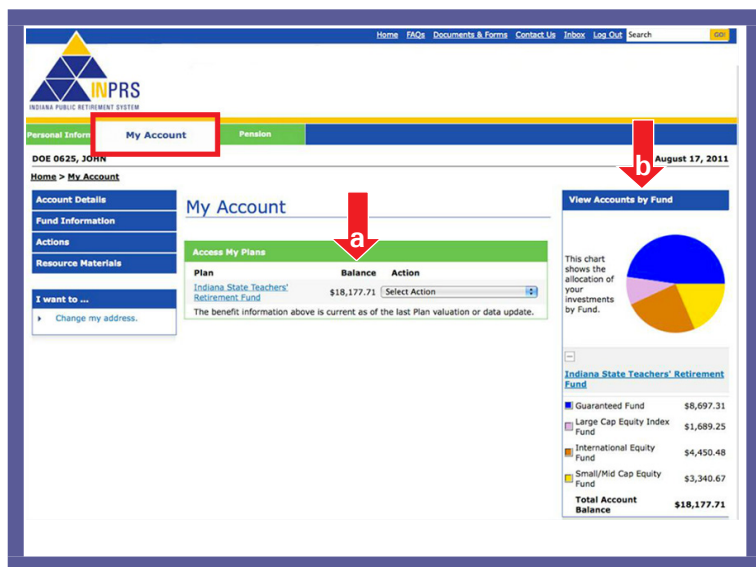 Home FAQs Documents & Forms Contact Us Inbox Log Out Search GO!
INPRS
INDIANA PUBLIC RETIREMENT SYSTEM
Personal Inform My Account Pension
DOE 0625, JOHN
August 17, 2011
Home > My Account
Account Details
Fund Information
Actions
Resource Materials
I want to ...
Change my address.
My Account
a
Access My Plans
Plan Balance Action
Indiana State Teachers'
Retirement Fund
$18,177.71 Select Action
The benefit information above is current as of the last Plan valuation or data update.
b
View Accounts by Fund
This chart
shows the
allocation of
your
investments
by Fund.
Indiana State Teachers' Retirement
Fund
Guaranteed Fund $8,697.31
Large Cap Equity Index
Fund
$1,689.25
International Equity
Fund
$4,450.48
Small/Mid Cap Equity
Fund
$3,340.67
Total Account
Balance
$18,177.71